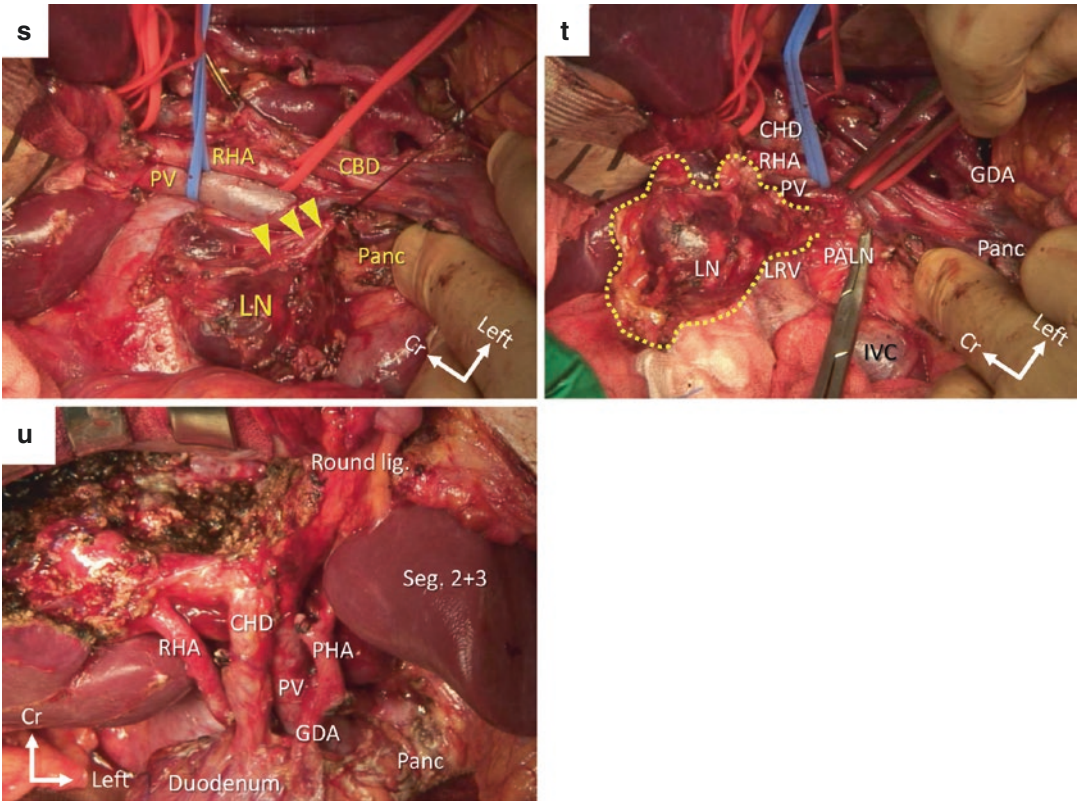 s
RHA
PV
CBD
Panc
LN
Cr
Left
t
CHD
RHA
PV
GDA
LN
LRV
PALN
Panc
IVC
Cr
Left
u
Round lig.
Seg. 2+3
RHA
CHD
PHA
PV
GDA
Cr
Left
Panc
Duodenum